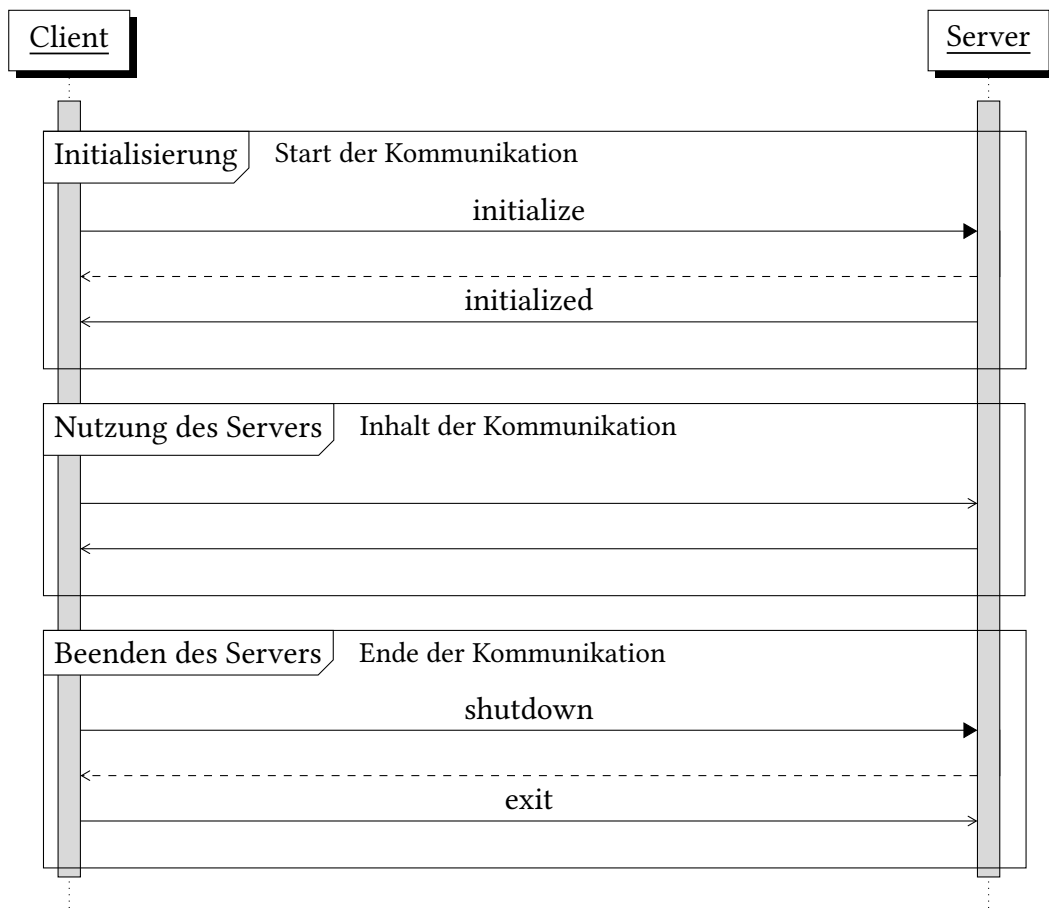 Client
Server
Initialisierung
Start der Kommunikation
initialize
initialized
Nutzung des Servers
Inhalt der Kommunikation
Beenden des Servers
Ende der Kommunikation
shutdown
exit